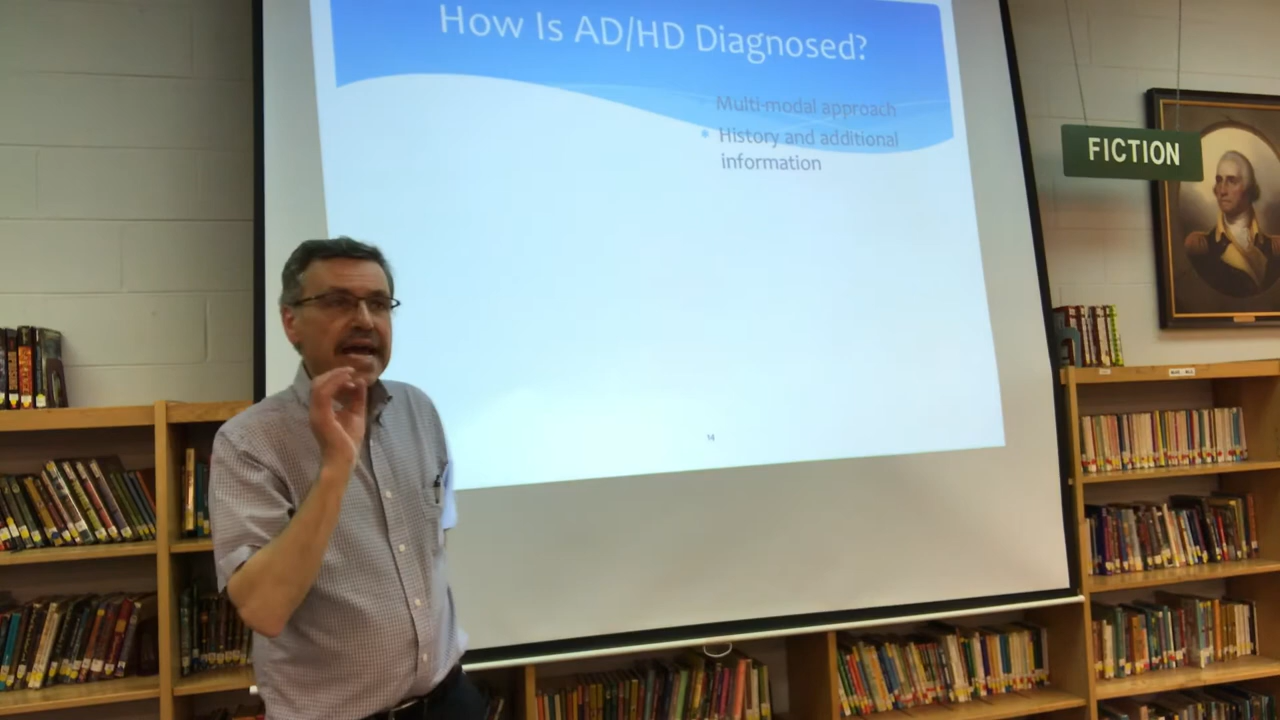 How Is AD/HD Diagnosed?
Multi-modal approach
History and additional
information
14
FICTION